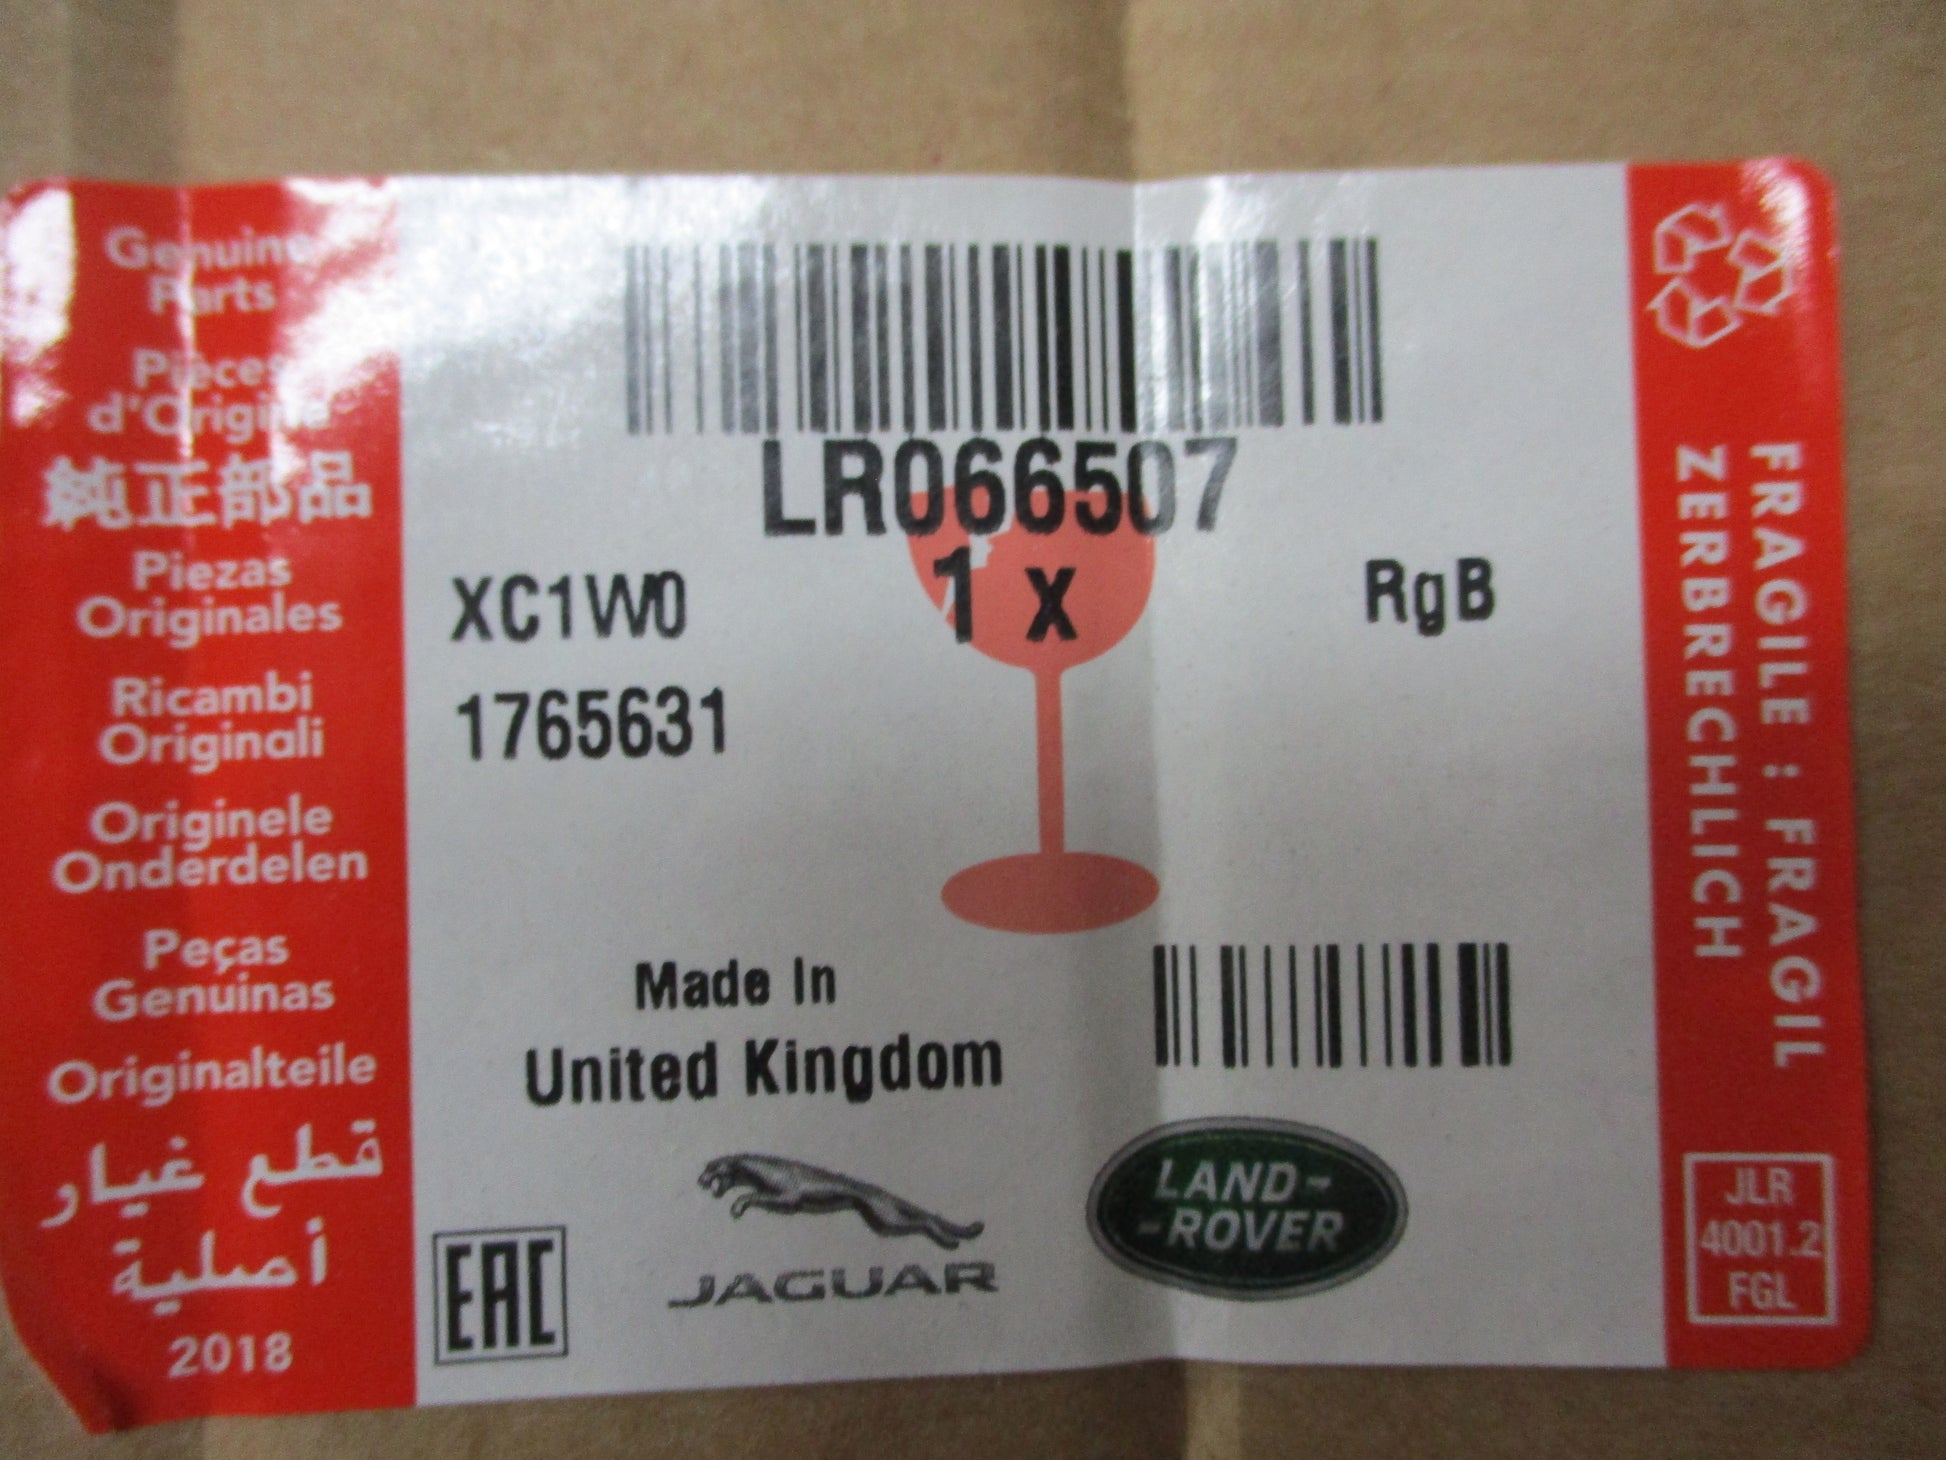 Genuine
Parts
Pièces
d'Origine
純正部品
Piezas
Originales
Ricambi
Originali
Originele
Onderdelen
Peças
Genuinas
Originalteile
قطع غيار
أصلية
2018
LR066507
XC1W0 1 x RgB
1765631
Made In
United Kingdom
EAC
JAGUAR
LAND-
-ROVER
FRAGILE : FRAGIL
ZERBRECHLICH
JLR
4001.2
FGL